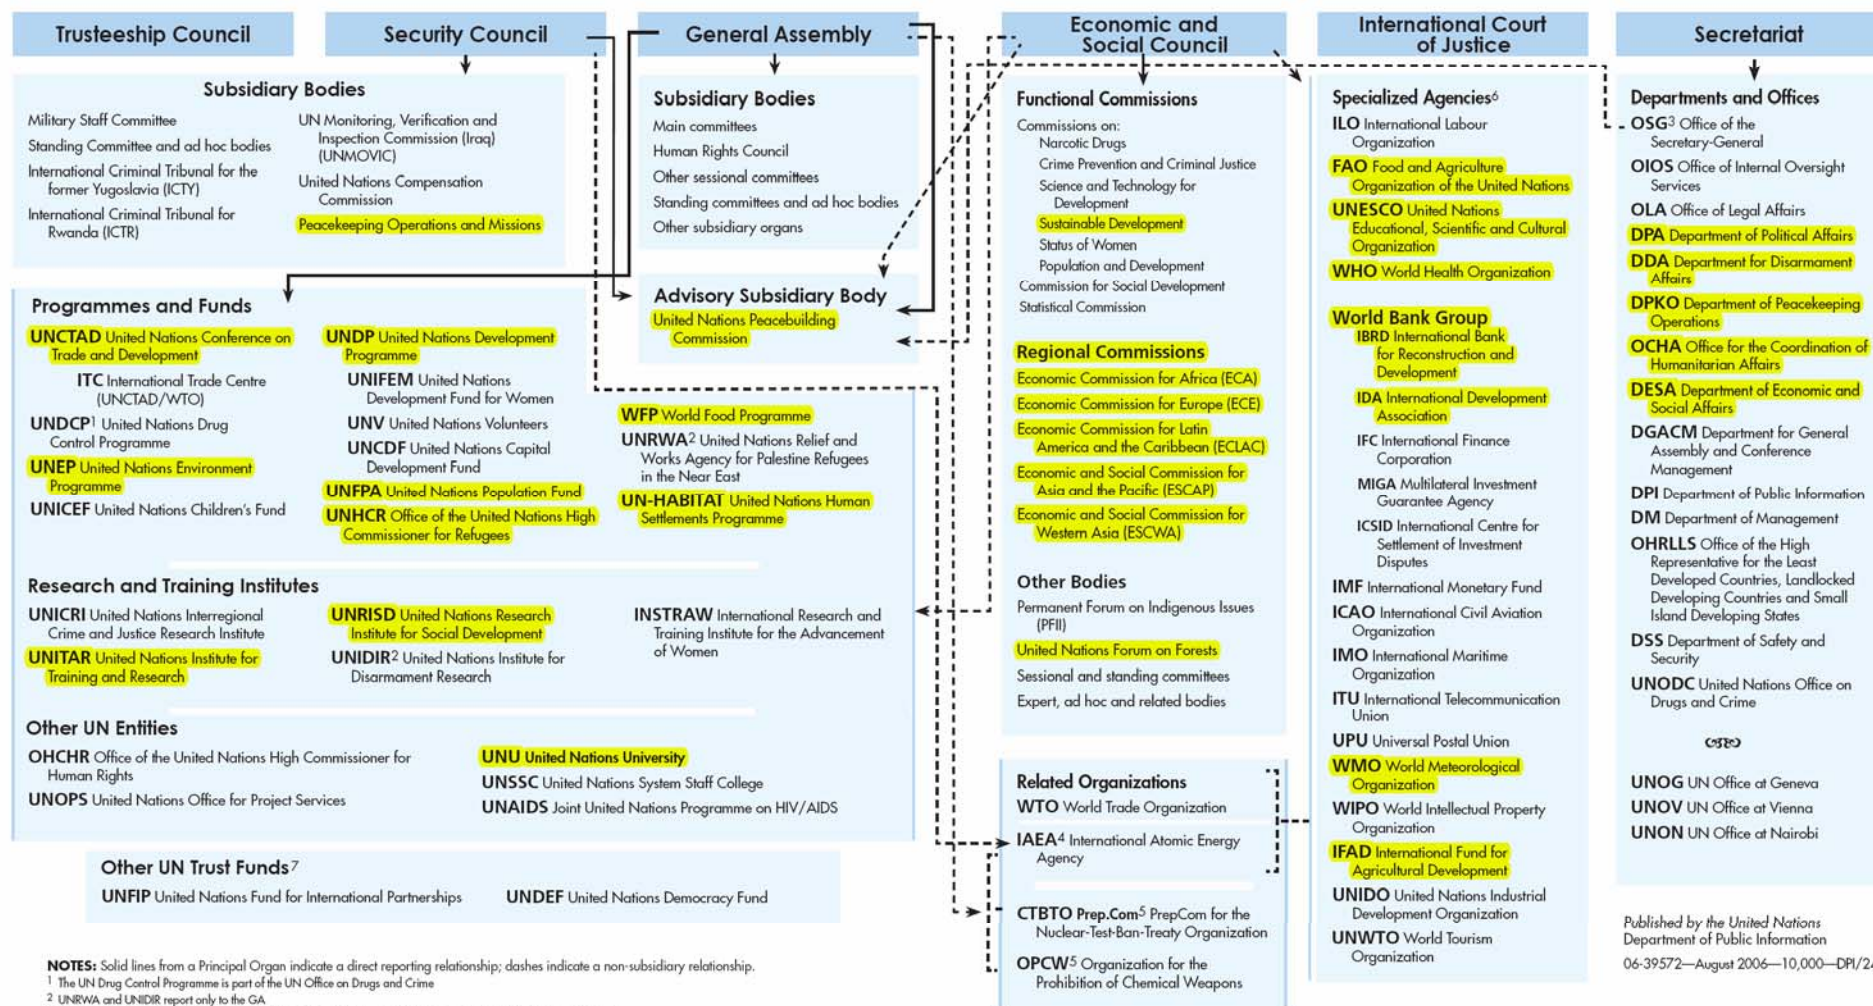 Trusteeship Council
Security Council
General Assembly
Economic and
Social Council
International Court
of Justice
Secretariat
Subsidiary Bodies
Military Staff Committee
Standing Committee and ad hoc bodies
International Criminal Tribunal for the
former Yugoslavia (ICTY)
International Criminal Tribunal for
Rwanda (ICTR)
UN Monitoring, Verification and
Inspection Commission (Iraq)
(UNMOVIC)
United Nations Compensation
Commission
Peacekeeping Operations and Missions
Subsidiary Bodies
Main committees
Human Rights Council
Other sessional committees
Standing committees and ad hoc bodies
Other subsidiary organs
Advisory Subsidiary Body
United Nations Peacebuilding
Commission
Programmes and Funds
UNCTAD United Nations Conference on
Trade and Development
ITC International Trade Centre
(UNCTAD/WTO)
UNDCP1 United Nations Drug
Control Programme
UNEP United Nations Environment
Programme
UNICEF United Nations Children's Fund
UNDP United Nations Development
Programme
UNIFEM United Nations
Development Fund for Women
UNV United Nations Volunteers
UNCDF United Nations Capital
Development Fund
UNFPA United Nations Population Fund
UNHCR Office of the United Nations High
Commissioner for Refugees
WFP World Food Programme
UNRWA2 United Nations Relief and
Works Agency for Palestine Refugees
in the Near East
UN-HABITAT United Nations Human
Settlements Programme
Research and Training Institutes
UNICRI United Nations Interregional
Crime and Justice Research Institute
UNITAR United Nations Institute for
Training and Research
UNRISD United Nations Research
Institute for Social Development
UNIDIR2 United Nations Institute for
Disarmament Research
INSTRAW International Research and
Training Institute for the Advancement
of Women
Other UN Entities
OHCHR Office of the United Nations High Commissioner for
Human Rights
UNOPS United Nations Office for Project Services
UNU United Nations University
UNSSC United Nations System Staff College
UNAIDS Joint United Nations Programme on HIV/AIDS
Other UN Trust Funds7
UNFIP United Nations Fund for International Partnerships
UNDEF United Nations Democracy Fund
Functional Commissions
Commissions on:
Narcotic Drugs
Crime Prevention and Criminal Justice
Science and Technology for
Development
Sustainable Development
Status of Women
Population and Development
Commission for Social Development
Statistical Commission
Regional Commissions
Economic Commission for Africa (ECA)
Economic Commission for Europe (ECE)
Economic Commission for Latin
America and the Caribbean (ECLAC)
Economic and Social Commission for
Asia and the Pacific (ESCAP)
Economic and Social Commission for
Western Asia (ESCWA)
Other Bodies
Permanent Forum on Indigenous Issues
(PFII)
United Nations Forum on Forests
Sessional and standing committees
Expert, ad hoc and related bodies
Related Organizations
WTO World Trade Organization
IAEA4 International Atomic Energy
Agency
CTBTO Prep.Com5 PrepCom for the
Nuclear-Test-Ban-Treaty Organization
OPCW5 Organization for the
Prohibition of Chemical Weapons
Specialized Agencies6
ILO International Labour
Organization
FAO Food and Agriculture
Organization of the United Nations
UNESCO United Nations
Educational, Scientific and Cultural
Organization
WHO World Health Organization
World Bank Group
IBRD International Bank
for Reconstruction and
Development
IDA International Development
Association
IFC International Finance
Corporation
MIGA Multilateral Investment
Guarantee Agency
ICSID International Centre for
Settlement of Investment
Disputes
IMF International Monetary Fund
ICAO International Civil Aviation
Organization
IMO International Maritime
Organization
ITU International Telecommunication
Union
UPU Universal Postal Union
WMO World Meteorological
Organization
WIPO World Intellectual Property
Organization
IFAD International Fund for
Agricultural Development
UNIDO United Nations Industrial
Development Organization
UNWTO World Tourism
Organization
Departments and Offices
OSG3 Office of the
Secretary-General
OIOS Office of Internal Oversight
Services
OLA Office of Legal Affairs
DPA Department of Political Affairs
DDA Department for Disarmament
Affairs
DPKO Department of Peacekeeping
Operations
OCHA Office for the Coordination of
Humanitarian Affairs
DESA Department of Economic and
Social Affairs
DGACM Department for General
Assembly and Conference
Management
DPI Department of Public Information
DM Department of Management
OHRLLS Office of the High
Representative for the Least
Developed Countries, Landlocked
Developing Countries and Small
Island Developing States
DSS Department of Safety and
Security
UNODC United Nations Office on
Drugs and Crime
UNOG UN Office at Geneva
UNOV UN Office at Vienna
UNON UN Office at Nairobi
Published by the United Nations
Department of Public Information
06-39572—August 2006—10,000—DPI/24
NOTES: Solid lines from a Principal Organ indicate a direct reporting relationship; dashes indicate a non-subsidiary relationship.
1 The UN Drug Control Programme is part of the UN Office on Drugs and Crime
2 UNRWA and UNIDIR report only to the GA